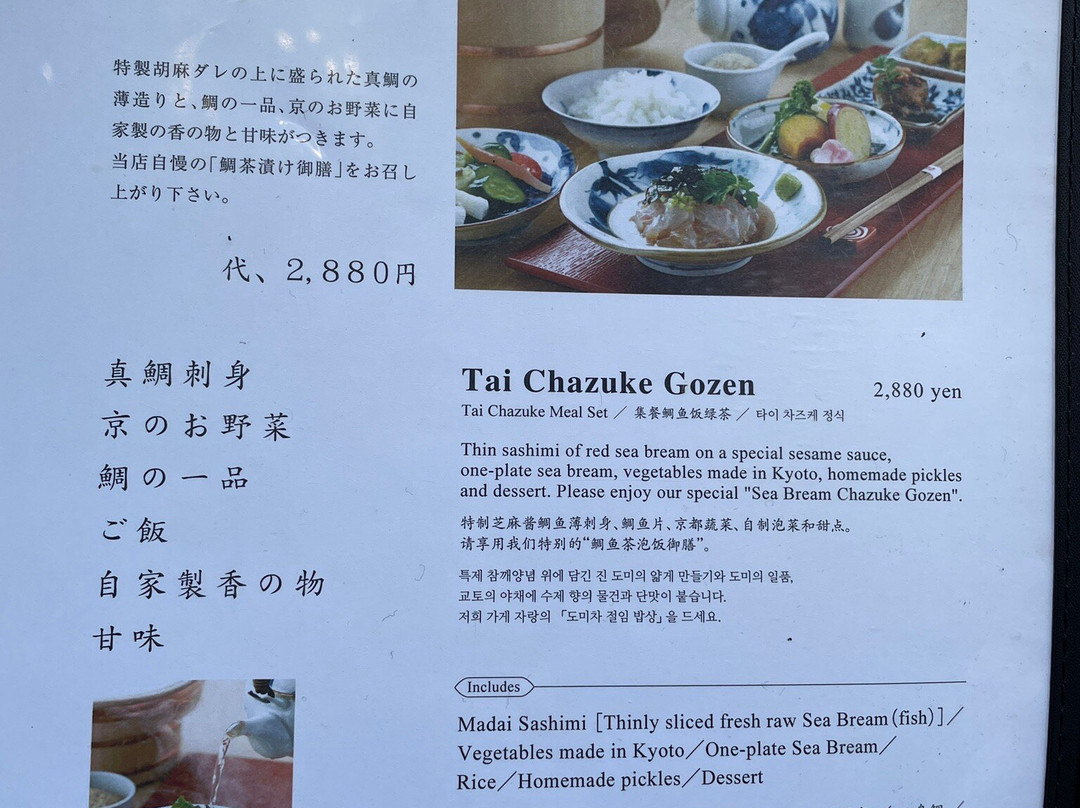 特製胡麻ダレの上に盛られた真鯛の
薄造りと、鯛の一品、京のお野菜に自
家製の香の物と甘味がつきます。
当店自慢の「鯛茶漬け御膳」をお召し
上がり下さい。
代、2,880円
真鯛刺身
京のお野菜
鯛の一品
ご飯
自家製香の物
甘味
Tai Chazuke Gozen 2,880 yen
Tai Chazuke Meal Set ／ 集餐鲷鱼饭绿茶 ／ 타이 차즈케 정식
Thin sashimi of red sea bream on a special sesame sauce,
one-plate sea bream, vegetables made in Kyoto, homemade pickles
and dessert. Please enjoy our special "Sea Bream Chazuke Gozen".
特制芝麻酱鲷鱼薄刺身、鲷鱼片、京都蔬菜、自制泡菜和甜点。
请享用我们特别的“鲷鱼茶泡饭御膳”。
특제 참깨양념 위에 담긴 진 도미의 얇게 만들기와 도미의 일품,
교토의 야채에 수제 향의 물건과 단맛이 붙습니다.
저희 가게 자랑의 「도미차 절임 밥상」을 드세요.
Includes
Madai Sashimi [Thinly sliced fresh raw Sea Bream(fish)]／
Vegetables made in Kyoto／One-plate Sea Bream／
Rice／Homemade pickles／Dessert